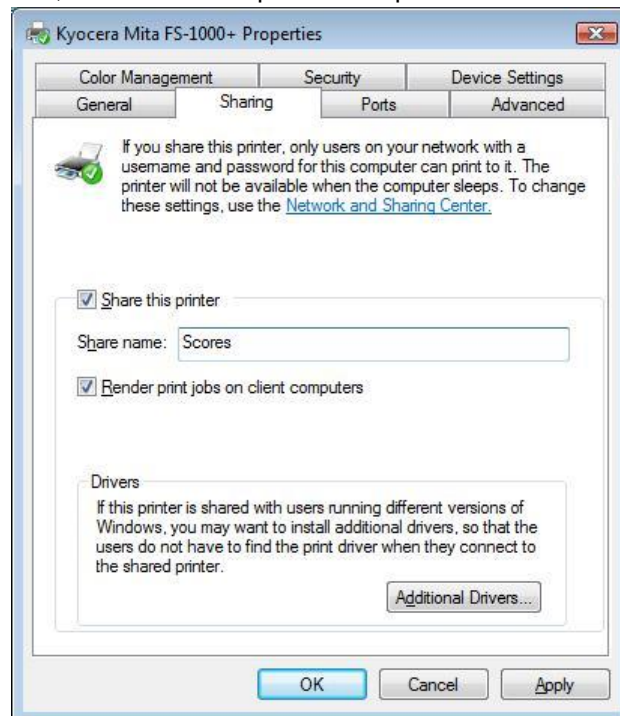 Kyocera Mita FS-1000+ Properties
Color Management Security Device Settings
General Sharing Ports Advanced
If you share this printer, only users on your network with a
username and password for this computer can print to it. The
printer will not be available when the computer sleeps. To change
these settings, use the Network and Sharing Center.
Share this printer
Share name: Scores
Render print jobs on client computers
Drivers
If this printer is shared with users running different versions of
Windows, you may want to install additional drivers, so that the
users do not have to find the print driver when they connect to
the shared printer.
Additional Drivers...
OK Cancel Apply